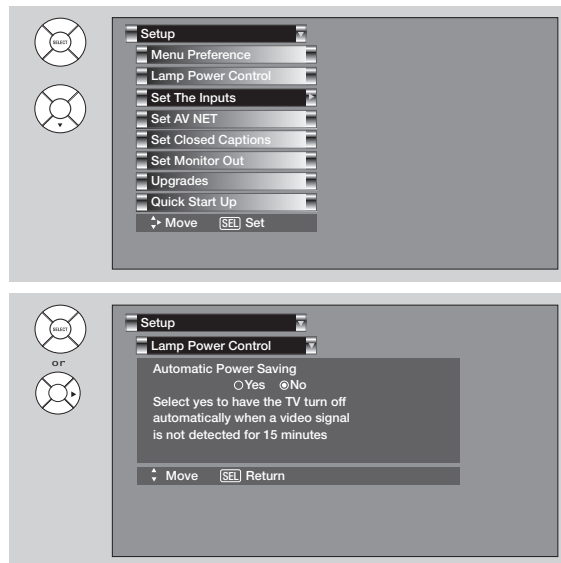 SELECT
Setup
Menu Preference
Lamp Power Control
Set The Inputs
Set AV NET
Set Closed Captions
Set Monitor Out
Upgrades
Quick Start Up
Move SEL Set
SELECT
or
Setup
Lamp Power Control
Automatic Power Saving
Yes No
Select yes to have the TV turn off
automatically when a video signal
is not detected for 15 minutes
Move SEL Return